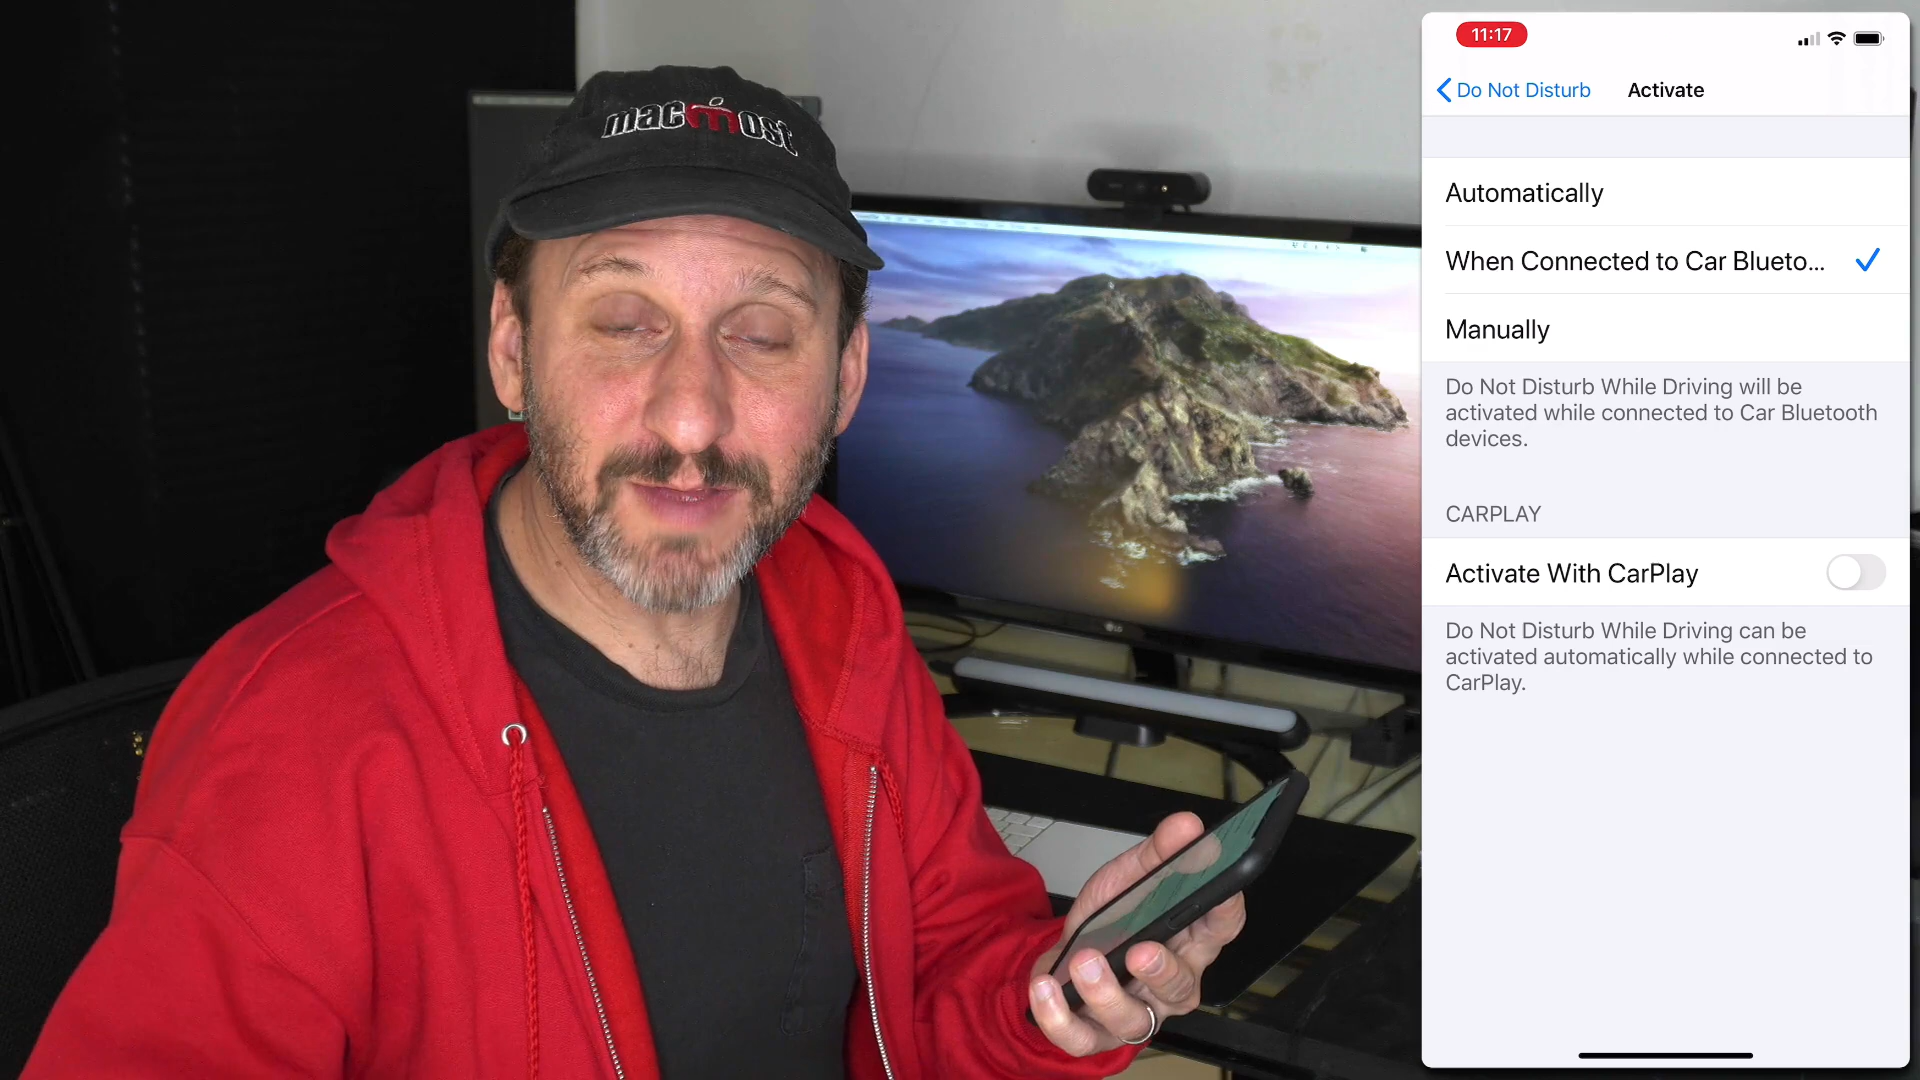 macmost
11:17
Do Not Disturb
Activate
Automatically
When Connected to Car Blueto...
Manually
Do Not Disturb While Driving will be
activated while connected to Car Bluetooth
devices.
CARPLAY
Activate With CarPlay
Do Not Disturb While Driving can be
activated automatically while connected to
CarPlay.
LG